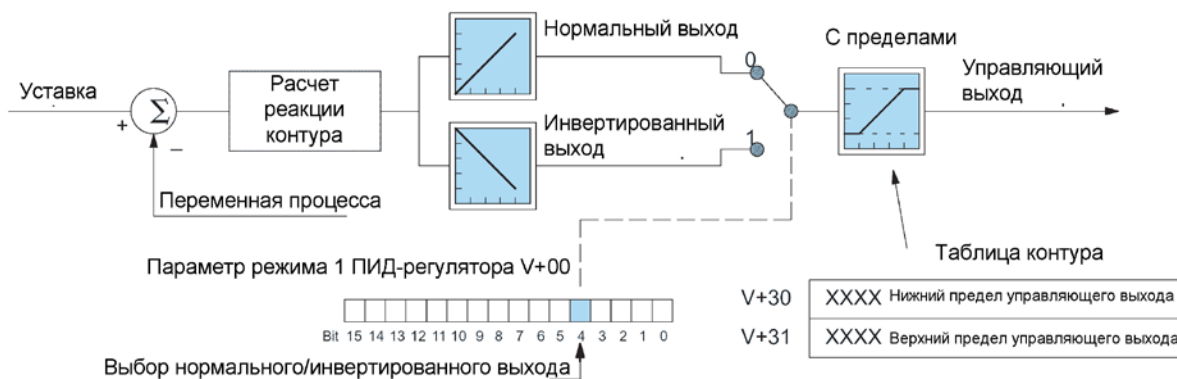 Нормальный выход
С пределами
Уставка
Управляющий
выход
Σ
+
−
Расчет
реакции
контура
0
Инвертированный
выход
1
Переменная процесса
Параметр режима 1 ПИД-регулятора V+00
Таблица контура
V+30 XXXX Нижний предел управляющего выхода
V+31 XXXX Верхний предел управляющего выхода
Bit 15 14 13 12 11 10 9 8 7 6 5 4 3 2 1 0
Выбор нормального/инвертированного выхода